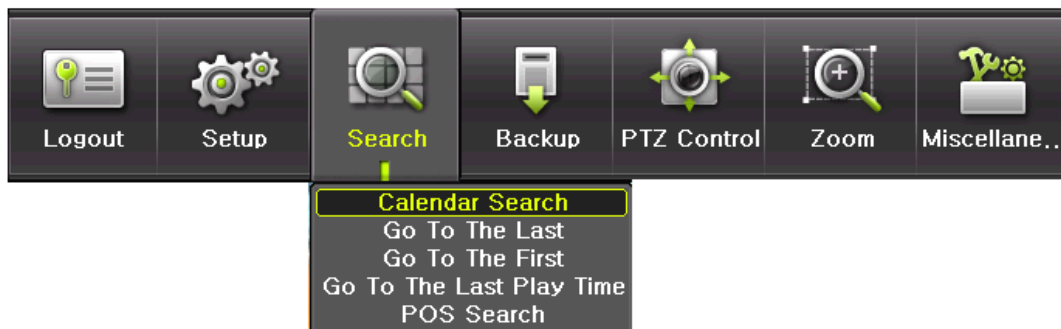 Logout Setup Search Backup PTZ Control Zoom Miscellane..
Calendar Search
Go To The Last
Go To The First
Go To The Last Play Time
POS Search